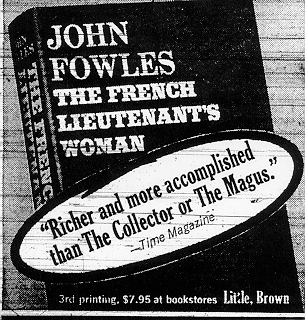 JOHN
FOWLES
THE FRENCH
LIEUTENANT'S
WOMAN
"Richer and more accomplished
than The Collector or The Magus."
—Time Magazine
3rd printing, $7.95 at bookstores Little, Brown